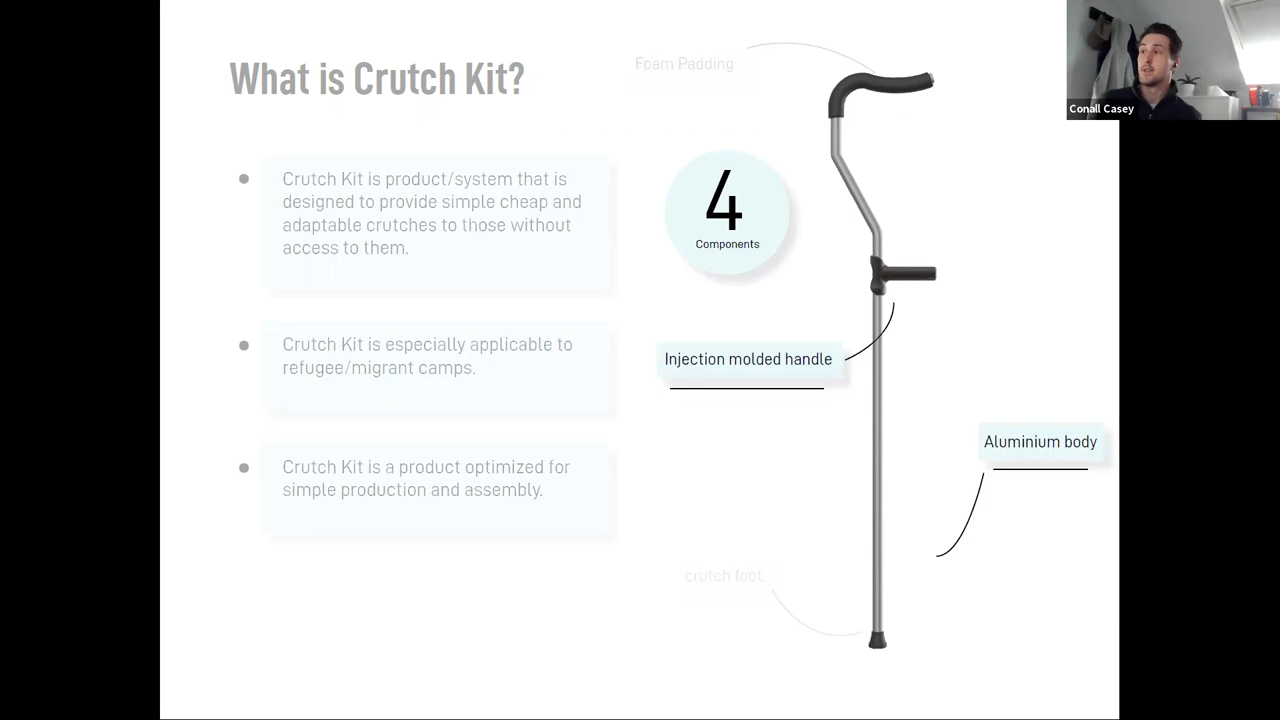 What is Crutch Kit?
Crutch Kit is product/system that is
designed to provide simple cheap and
adaptable crutches to those without
access to them.
Crutch Kit is especially applicable to
refugee/migrant camps.
Crutch Kit is a product optimized for
simple production and assembly.
Foam Padding
4
Components
Injection molded handle
Aluminium body
crutch foot
Conall Casey